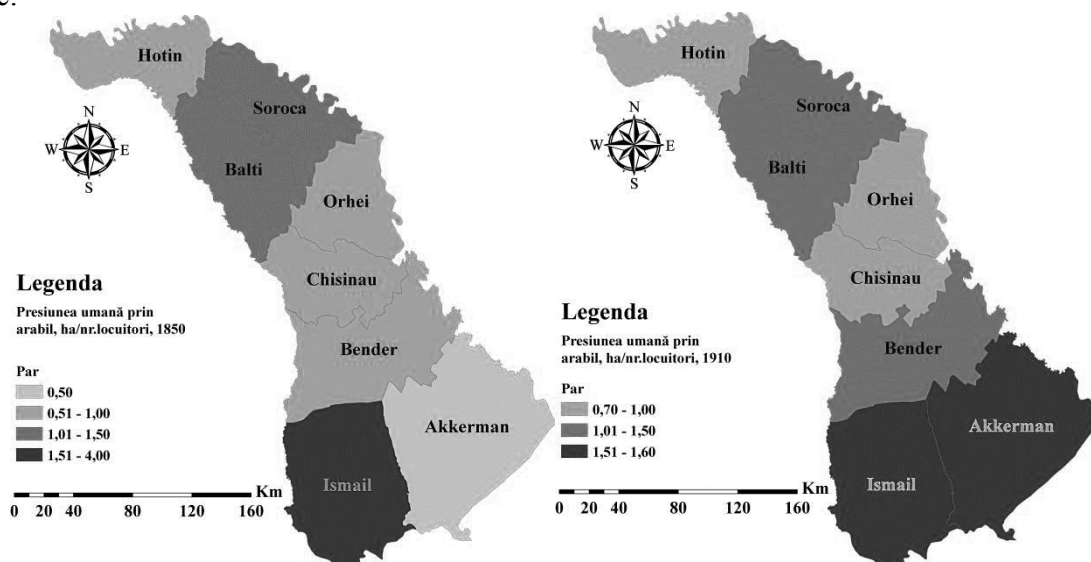 e.
Hotin
Soroca
Balti
Orhei
Chisinau
Bender
Akkerman
Ismail
N
W E
S
Legenda
Presiunea umană prin
arabil, ha/nr.locuitori, 1850
Par
0,50
0,51 - 1,00
1,01 - 1,50
1,51 - 4,00
Km
0 20 40 80 120 160
Hotin
Soroca
Balti
Orhei
Chisinau
Bender
Akkerman
Ismail
N
W E
S
Legenda
Presiunea umană prin
arabil, ha/nr.locuitori, 1910
Par
0,70 - 1,00
1,01 - 1,50
1,51 - 1,60
Km
0 20 40 80 120 160